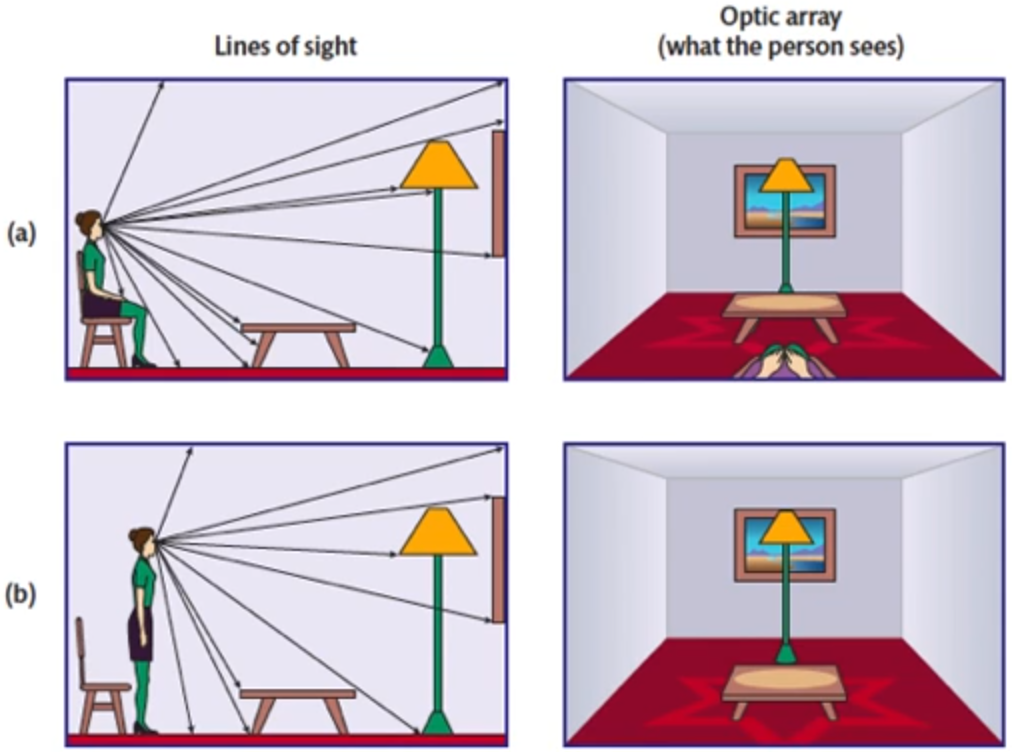 Lines of sight
Optic array
(what the person sees)
(a)
(b)